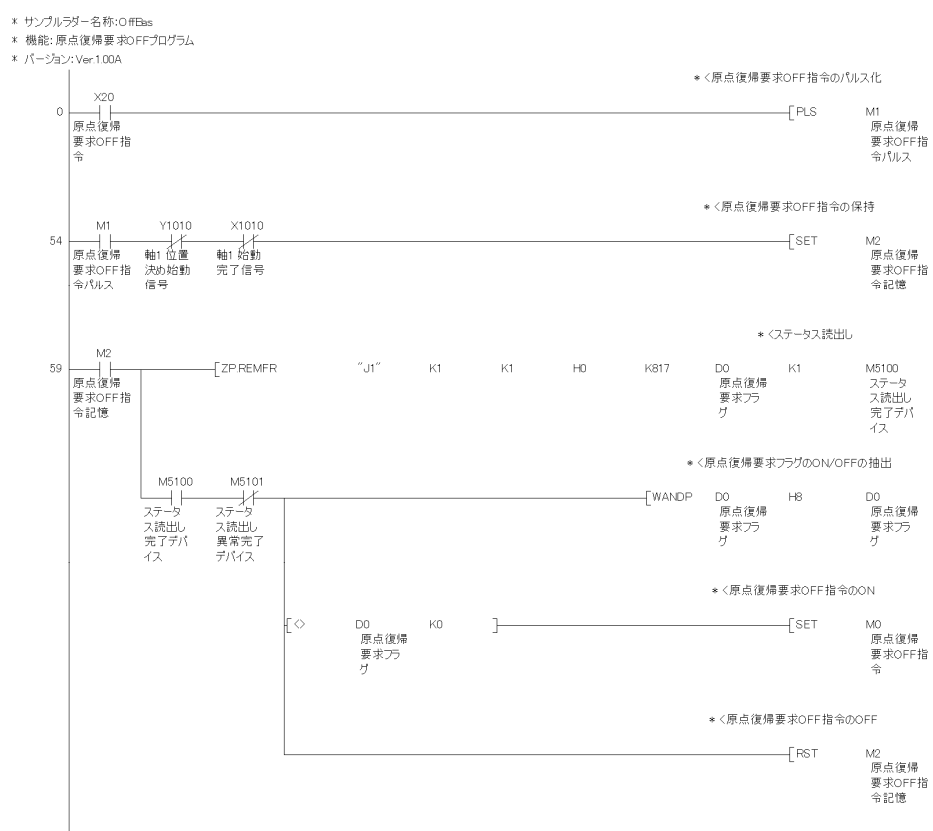 * サンプルラダー名称:OffBas
* 機能:原点復帰要求OFFプログラム
* バージョン:Ver.1.00A
*<原点復帰要求OFF指令のパルス化
X20
0
PLS M1
原点復帰
要求OFF指
令
原点復帰
要求OFF指
令パルス
*<原点復帰要求OFF指令の保持
M1 Y1010 X1010
54
SET M2
原点復帰
要求OFF指
令パルス
軸1 位置
決め始動
信号
軸1 始動
完了信号
原点復帰
要求OFF指
令記憶
*<ステータス読出し
M2
59
ZP.REMFR "J1" K1 K1 H0 K817 D0 K1 M5100
原点復帰
要求OFF指
令記憶
原点復帰
要求フラ
グ
ステータ
ス読出し
完了デバ
イス
*<原点復帰要求フラグのON/OFFの抽出
M5100 M5101
WANDP D0 H8 D0
ステータ
ス読出し
完了デバ
イス
ステータ
ス読出し
異常完了
デバイス
原点復帰
要求フラ
グ
原点復帰
要求フラ
グ
*<原点復帰要求OFF指令のON
<> D0 K0
SET M0
原点復帰
要求フラ
グ
原点復帰
要求OFF指
令
*<原点復帰要求OFF指令のOFF
RST M2
原点復帰
要求OFF指
令記憶